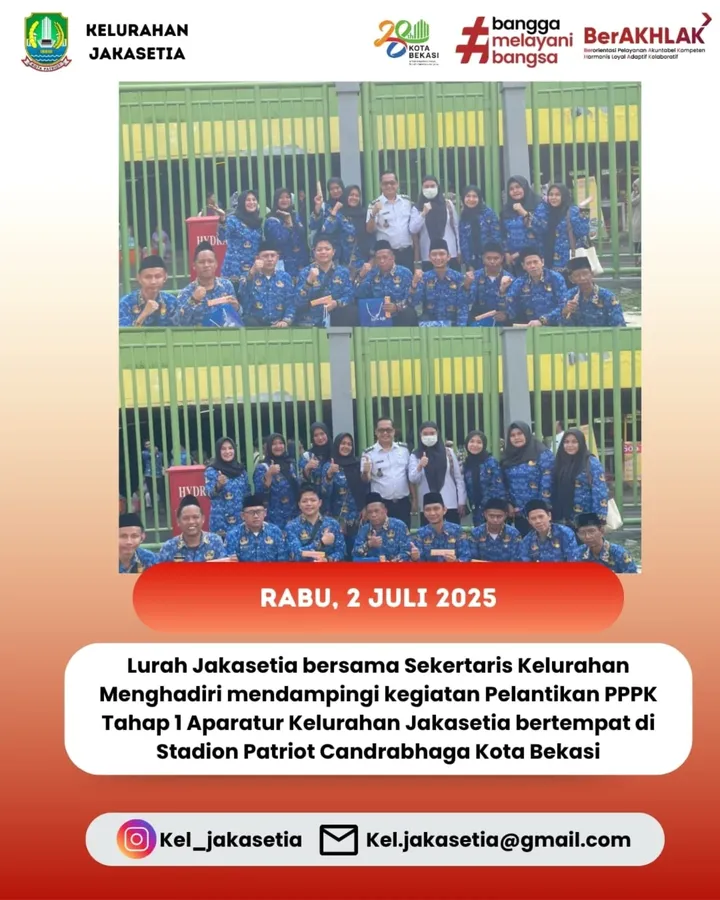 KELURAHAN
JAKASETIA
KOTA
BEKASI
#bangga
melayani
bangsa
BerAKHLAK
Berorientasi Pelayanan Akuntabel Kompeten
Harmonis Loyal Adaptif Kolaboratif
HYDR
HYDR
RABU, 2 JULI 2025
Lurah Jakasetia bersama Sekertaris Kelurahan
Menghadiri mendampingi kegiatan Pelantikan PPPK
Tahap 1 Aparatur Kelurahan Jakasetia bertempat di
Stadion Patriot Candrabhaga Kota Bekasi
Kel_jakasetia Kel.jakasetia@gmail.com